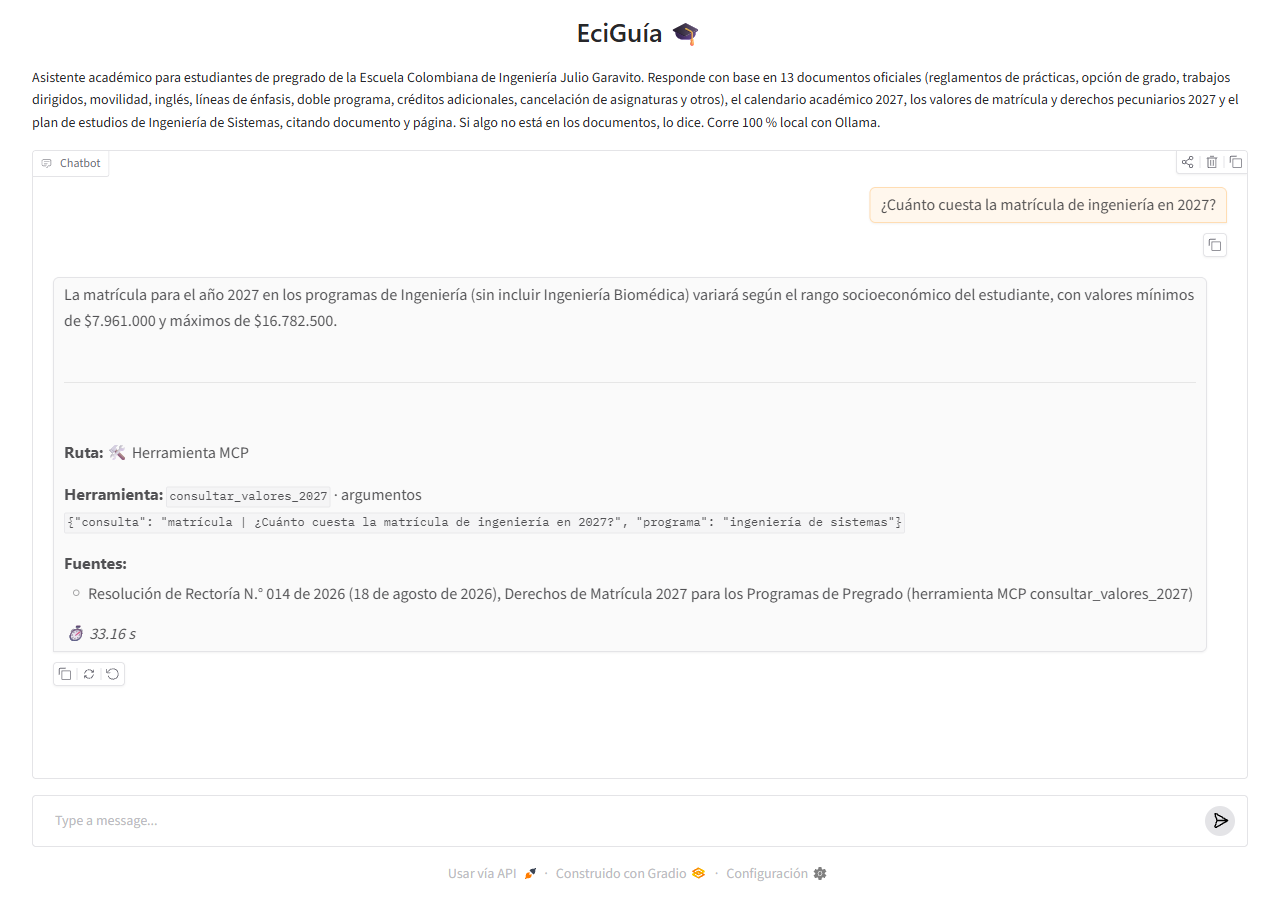 EciGuía 🎓
Asistente académico para estudiantes de pregrado de la Escuela Colombiana de Ingeniería Julio Garavito. Responde con base en 13 documentos oficiales (reglamentos de prácticas, opción de grado, trabajos
dirigidos, movilidad, inglés, líneas de énfasis, doble programa, créditos adicionales, cancelación de asignaturas y otros), el calendario académico 2027, los valores de matrícula y derechos pecuniarios 2027 y el
plan de estudios de Ingeniería de Sistemas, citando documento y página. Si algo no está en los documentos, lo dice. Corre 100 % local con Ollama.
Chatbot
¿Cuánto cuesta la matrícula de ingeniería en 2027?
La matrícula para el año 2027 en los programas de Ingeniería (sin incluir Ingeniería Biomédica) variará según el rango socioeconómico del estudiante, con valores mínimos
de $7.961.000 y máximos de $16.782.500.
Ruta: 🛠️ Herramienta MCP
Herramienta: consultar_valores_2027 · argumentos
{"consulta": "matrícula | ¿Cuánto cuesta la matrícula de ingeniería en 2027?", "programa": "ingeniería de sistemas"}
Fuentes:
Resolución de Rectoría N.° 014 de 2026 (18 de agosto de 2026), Derechos de Matrícula 2027 para los Programas de Pregrado (herramienta MCP consultar_valores_2027)
⏱️ 33.16 s
Type a message...
Usar vía API 🚀 · Construido con Gradio · Configuración ⚙️